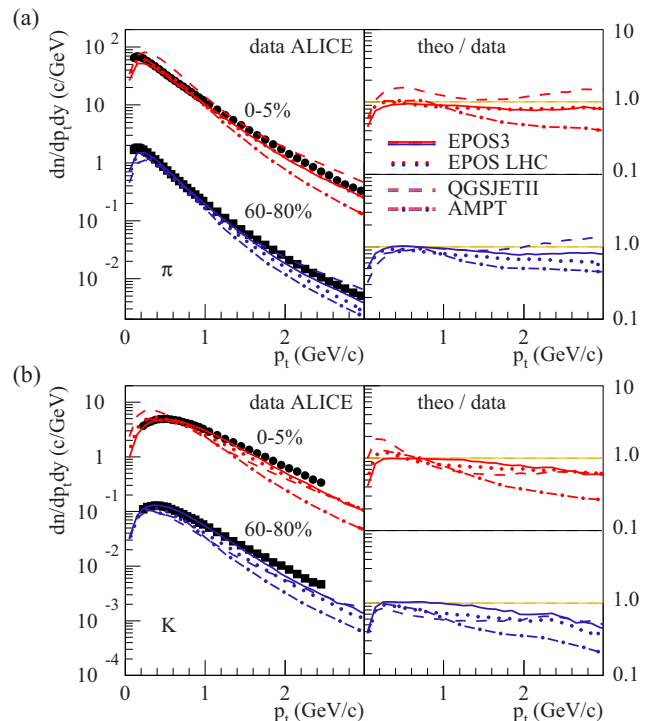 (a)
dn/dp_t dy (c/GeV)
10^2
10
1
10^-1
10^-2
data ALICE
0-5%
60-80%
π
0
1
2
p_t (GeV/c)
theo / data
EPOS3
EPOS LHC
QGSJETII
AMPT
1.0
0.1
1.0
0.1
1
2
p_t (GeV/c)
(b)
dn/dp_t dy (c/GeV)
10
1
10^-1
10^-2
10^-3
10^-4
data ALICE
0-5%
60-80%
K
0
1
2
p_t (GeV/c)
theo / data
1.0
0.1
1.0
0.1
1
2
p_t (GeV/c)